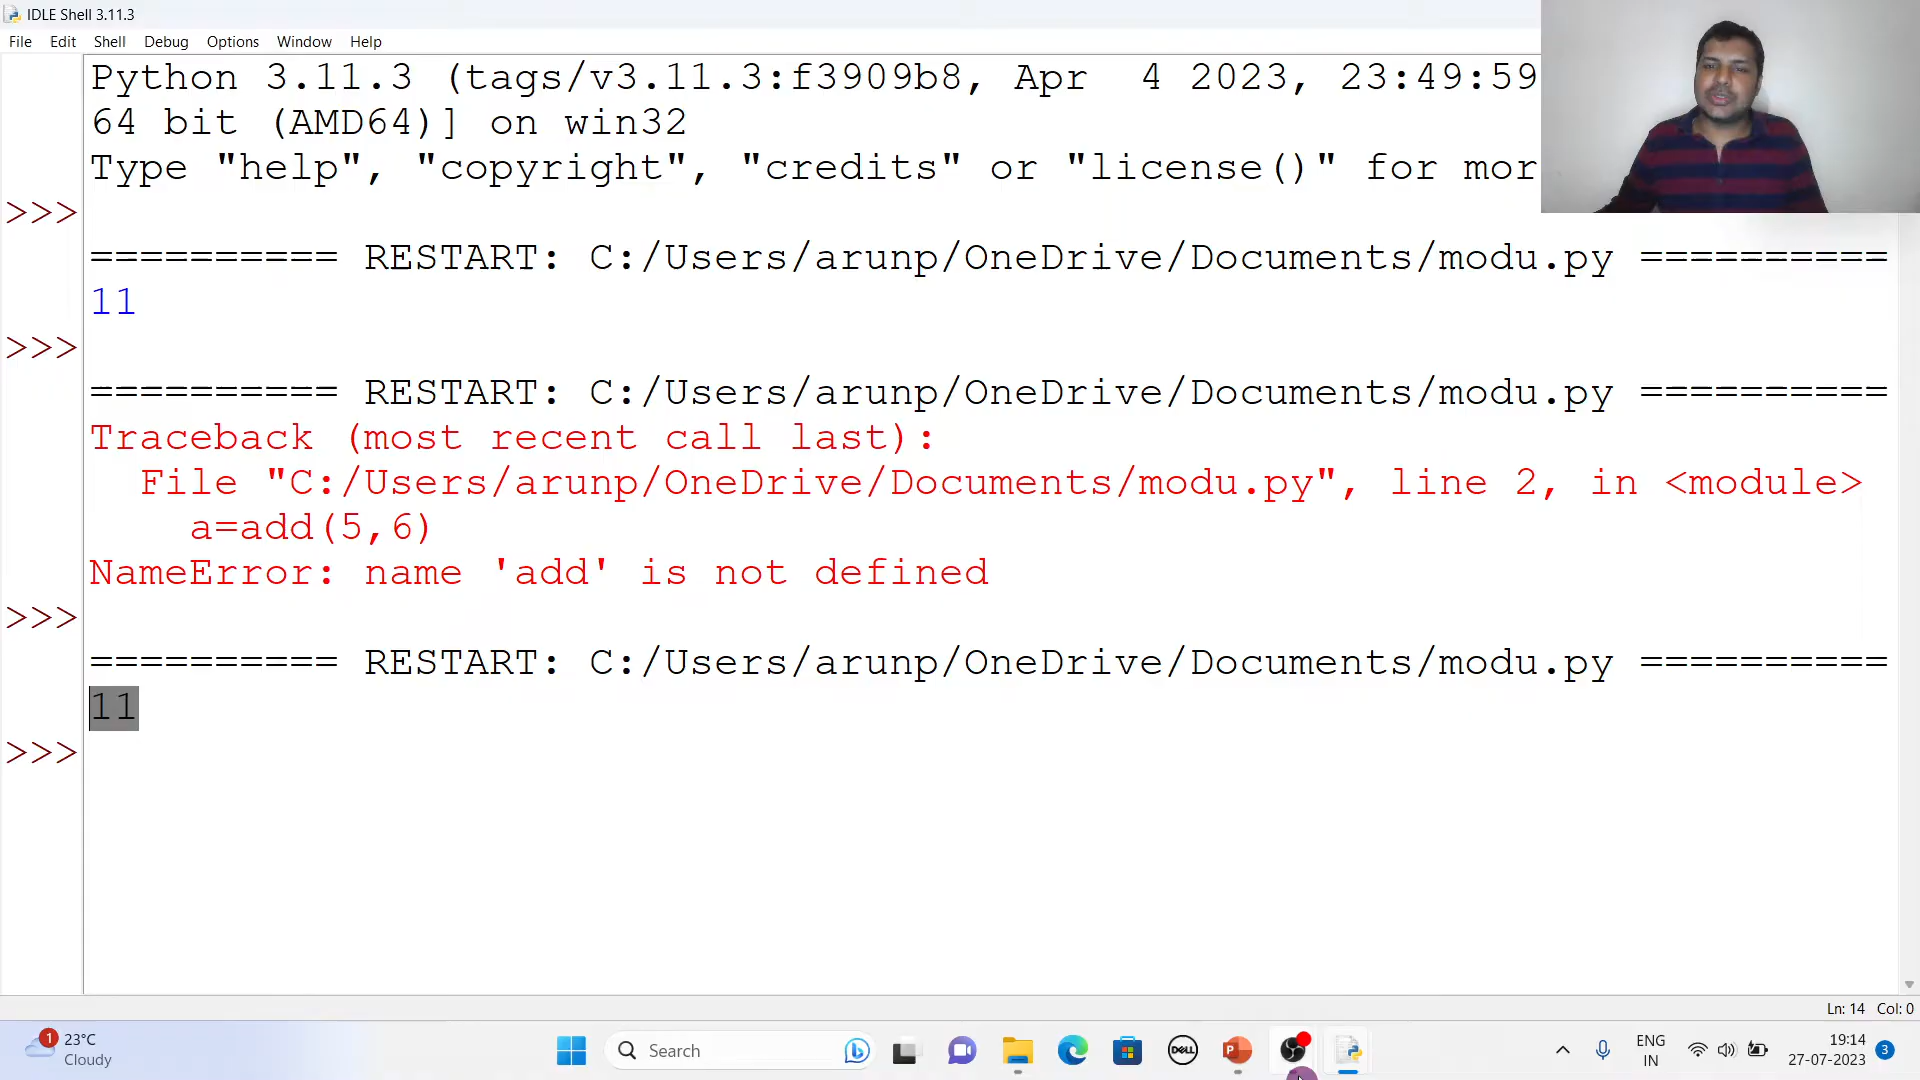 IDLE Shell 3.11.3
File Edit Shell Debug Options Window Help
Python 3.11.3 (tags/v3.11.3:f3909b8, Apr  4 2023, 23:49:59
64 bit (AMD64)] on win32
Type "help", "copyright", "credits" or "license()" for mor
>>>
========== RESTART: C:/Users/arunp/OneDrive/Documents/modu.py ==========
11
>>>
========== RESTART: C:/Users/arunp/OneDrive/Documents/modu.py ==========
Traceback (most recent call last):
  File "C:/Users/arunp/OneDrive/Documents/modu.py", line 2, in <module>
    a=add(5,6)
NameError: name 'add' is not defined
>>>
========== RESTART: C:/Users/arunp/OneDrive/Documents/modu.py ==========
11
>>>
Ln: 14 Col: 0
1
23°C
Cloudy
Search
DELL
ENG
IN
19:14
27-07-2023
3